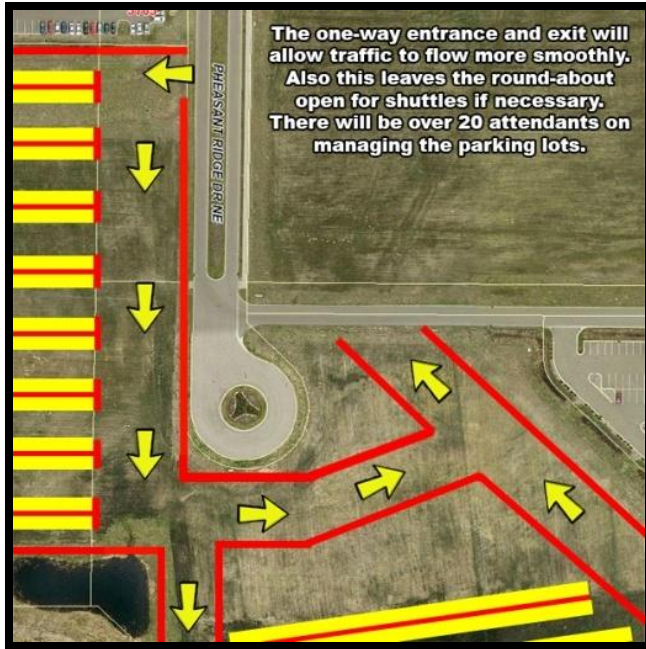 The one-way entrance and exit will
allow traffic to flow more smoothly.
Also this leaves the round-about
open for shuttles if necessary.
There will be over 20 attendants on
managing the parking lots.
PHEASANT RIDGE DR NE